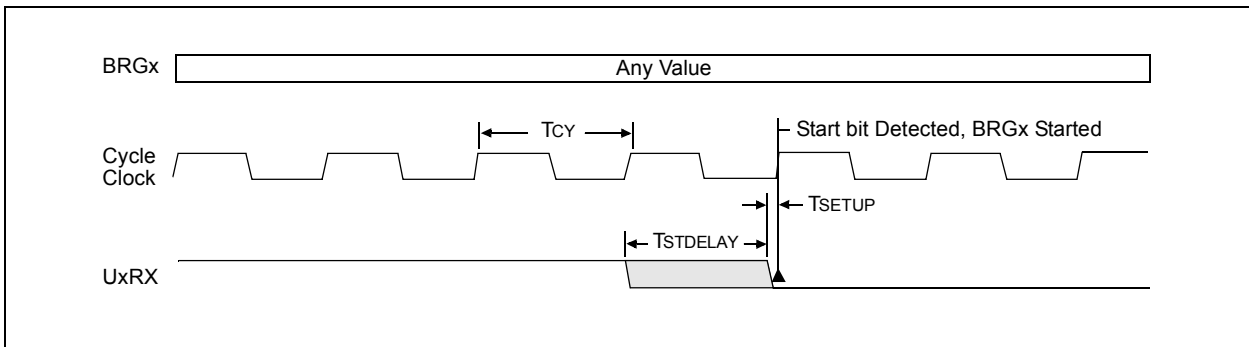 BRGx
Any Value
TCY
Start bit Detected, BRGx Started
Cycle
Clock
TSETUP
TSTDELAY
UxRX